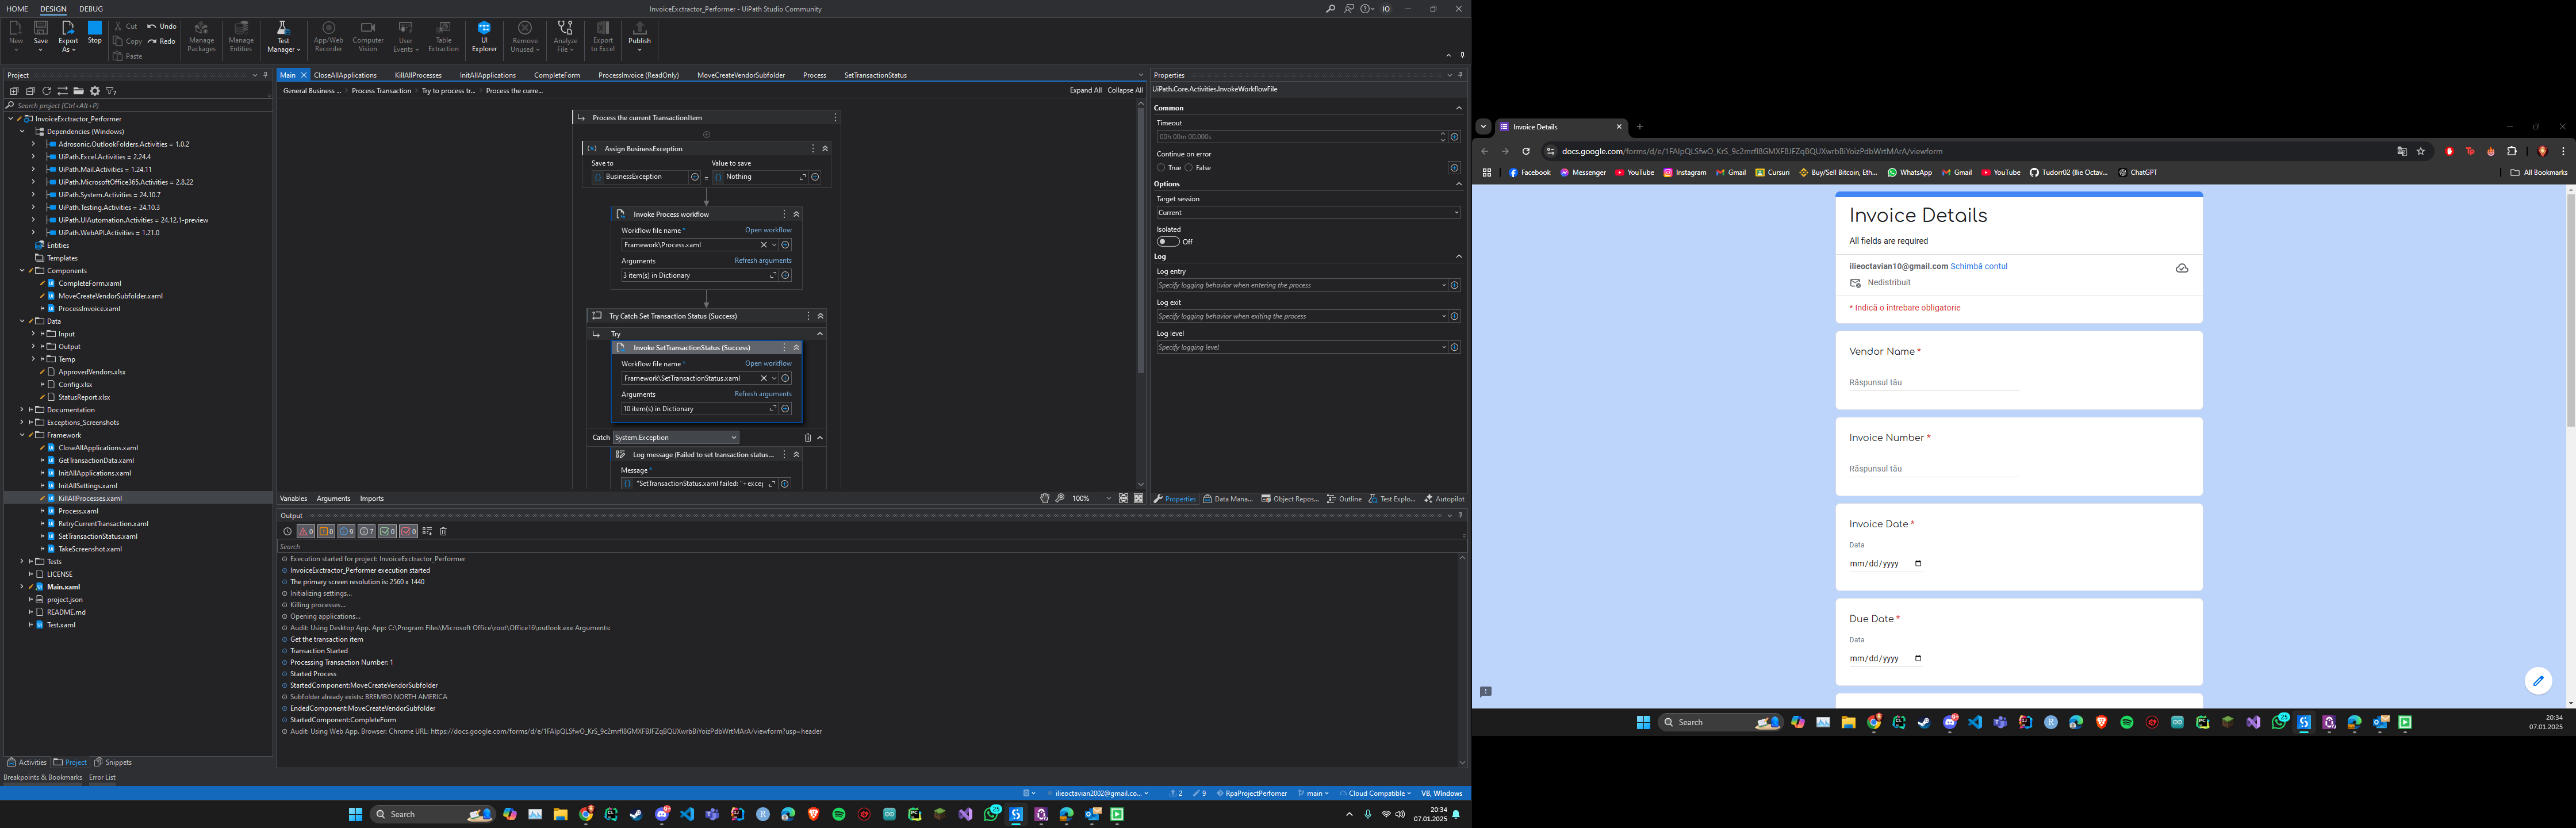 HOME DESIGN DEBUG
InvoiceExctractor_Performer - UiPath Studio Community
IO
New Save Export As Stop
Cut Undo
Copy Redo
Paste
Manage Packages
Manage Entities
Test Manager
App/Web Recorder
Computer Vision
User Events
Table Extraction
UI Explorer
Remove Unused
Analyze File
Export to Excel
Publish
Project
Search project (Ctrl+Alt+P)
InvoiceExctractor_Performer
Dependencies (Windows)
Adrosonic.OutlookFolders.Activities = 1.0.2
UiPath.Excel.Activities = 2.24.4
UiPath.Mail.Activities = 1.24.11
UiPath.MicrosoftOffice365.Activities = 2.8.22
UiPath.System.Activities = 24.10.7
UiPath.Testing.Activities = 24.10.3
UiPath.UIAutomation.Activities = 24.12.1-preview
UiPath.WebAPI.Activities = 1.21.0
Entities
Templates
Components
CompleteForm.xaml
MoveCreateVendorSubfolder.xaml
ProcessInvoice.xaml
Data
Input
Output
Temp
ApprovedVendors.xlsx
Config.xlsx
StatusReport.xlsx
Documentation
Exceptions_Screenshots
Framework
CloseAllApplications.xaml
GetTransactionData.xaml
InitAllApplications.xaml
InitAllSettings.xaml
KillAllProcesses.xaml
Process.xaml
RetryCurrentTransaction.xaml
SetTransactionStatus.xaml
TakeScreenshot.xaml
Tests
LICENSE
Main.xaml
project.json
README.md
Test.xaml
Activities Project Snippets
Breakpoints & Bookmarks Error List
Main CloseAllApplications KillAllProcesses InitAllApplications CompleteForm ProcessInvoice (ReadOnly) MoveCreateVendorSubfolder Process SetTransactionStatus
General Business ... Process Transaction Try to process tr... Process the curre...
Expand All Collapse All
Process the current TransactionItem
Assign BusinessException
Save to Value to save
BusinessException = Nothing
Invoke Process workflow
Workflow file name * Open workflow
Framework\Process.xaml
Arguments Refresh arguments
3 item(s) in Dictionary
Try Catch Set Transaction Status (Success)
Try
Invoke SetTransactionStatus (Success)
Workflow file name * Open workflow
Framework\SetTransactionStatus.xaml
Arguments Refresh arguments
10 item(s) in Dictionary
Catch System.Exception
Log message (Failed to set transaction status...
Message *
"SetTransactionStatus.xaml failed: "+excep
Variables Arguments Imports
100%
Output
0 0 9 7 0 0
Search
Execution started for project: InvoiceExctractor_Performer
InvoiceExctractor_Performer execution started
The primary screen resolution is: 2560 x 1440
Initializing settings...
Killing processes...
Opening applications...
Audit: Using Desktop App. App: C:\Program Files\Microsoft Office\root\Office16\outlook.exe Arguments:
Get the transaction item
Transaction Started
Processing Transaction Number: 1
Started Process
StartedComponent:MoveCreateVendorSubfolder
Subfolder already exists: BREMBO NORTH AMERICA
EndedComponent:MoveCreateVendorSubfolder
StartedComponent:CompleteForm
Audit: Using Web App. Browser: Chrome URL: https://docs.google.com/forms/d/e/1FAIpQLSfwO_KrS_9c2mrfl8GMXFBJFZqBQUXwrbBiYoizPdbWrtMArA/viewform?usp=header
Properties
UiPath.Core.Activities.InvokeWorkflowFile
Common
Timeout
00h 00m 00.000s
Continue on error
True False
Options
Target session
Current
Isolated
Off
Log
Log entry
Specify logging behavior when entering the process
Log exit
Specify logging behavior when exiting the process
Log level
Specify logging level
Properties Data Mana... Object Repos... Outline Test Explo... Autopilot
ilieoctavian2002@gmail.co... 2 9 RpaProjectPerfomer main Cloud Compatible VB, Windows
Search
20:34
07.01.2025
Invoice Details
docs.google.com/forms/d/e/1FAIpQLSfwO_KrS_9c2mrfl8GMXFBJFZqBQUXwrbBiYoizPdbWrtMArA/viewform
Facebook Messenger YouTube Instagram Gmail Cursuri Buy/Sell Bitcoin, Eth... WhatsApp Gmail YouTube Tudorr02 (Ilie Octav... ChatGPT All Bookmarks
Invoice Details
All fields are required
ilieoctavian10@gmail.com Schimbă contul
Nedistribuit
* Indică o întrebare obligatorie
Vendor Name *
Răspunsul tău
Invoice Number *
Răspunsul tău
Invoice Date *
Data
mm/dd/yyyy
Due Date *
Data
mm/dd/yyyy
Search
20:34
07.01.2025